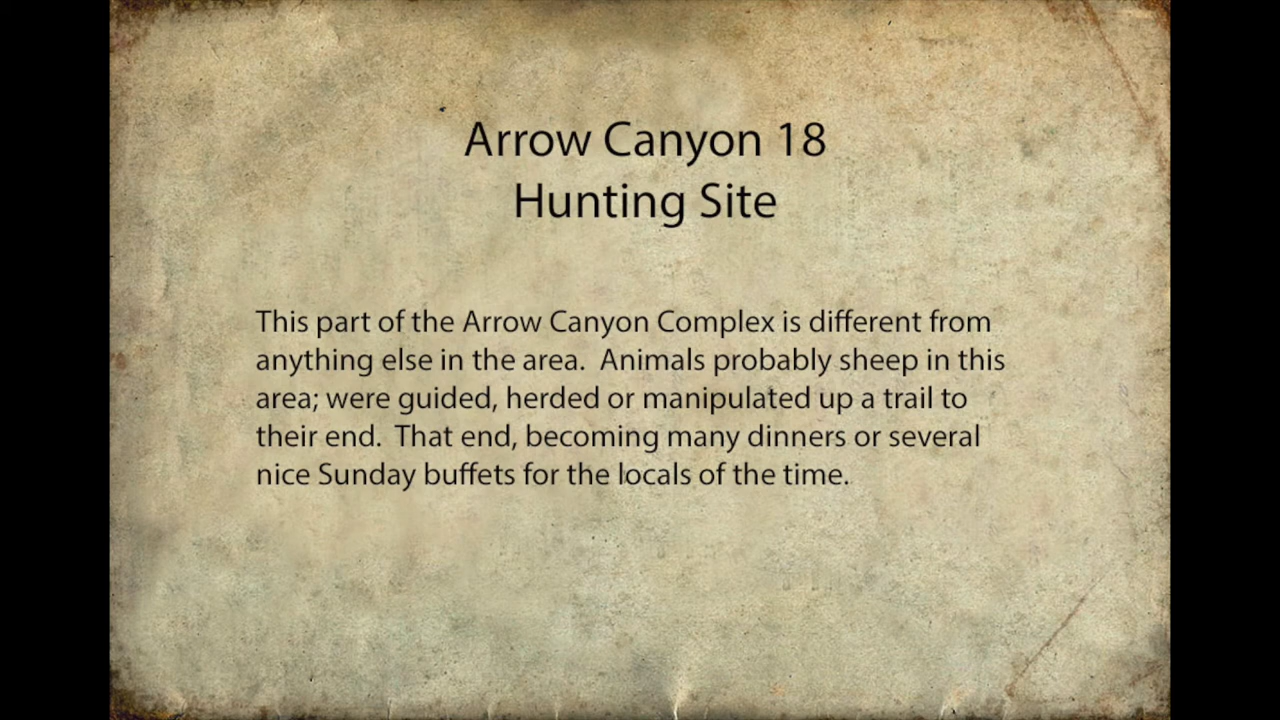 Arrow Canyon 18
Hunting Site
This part of the Arrow Canyon Complex is different from
anything else in the area.  Animals probably sheep in this
area; were guided, herded or manipulated up a trail to
their end.  That end, becoming many dinners or several
nice Sunday buffets for the locals of the time.